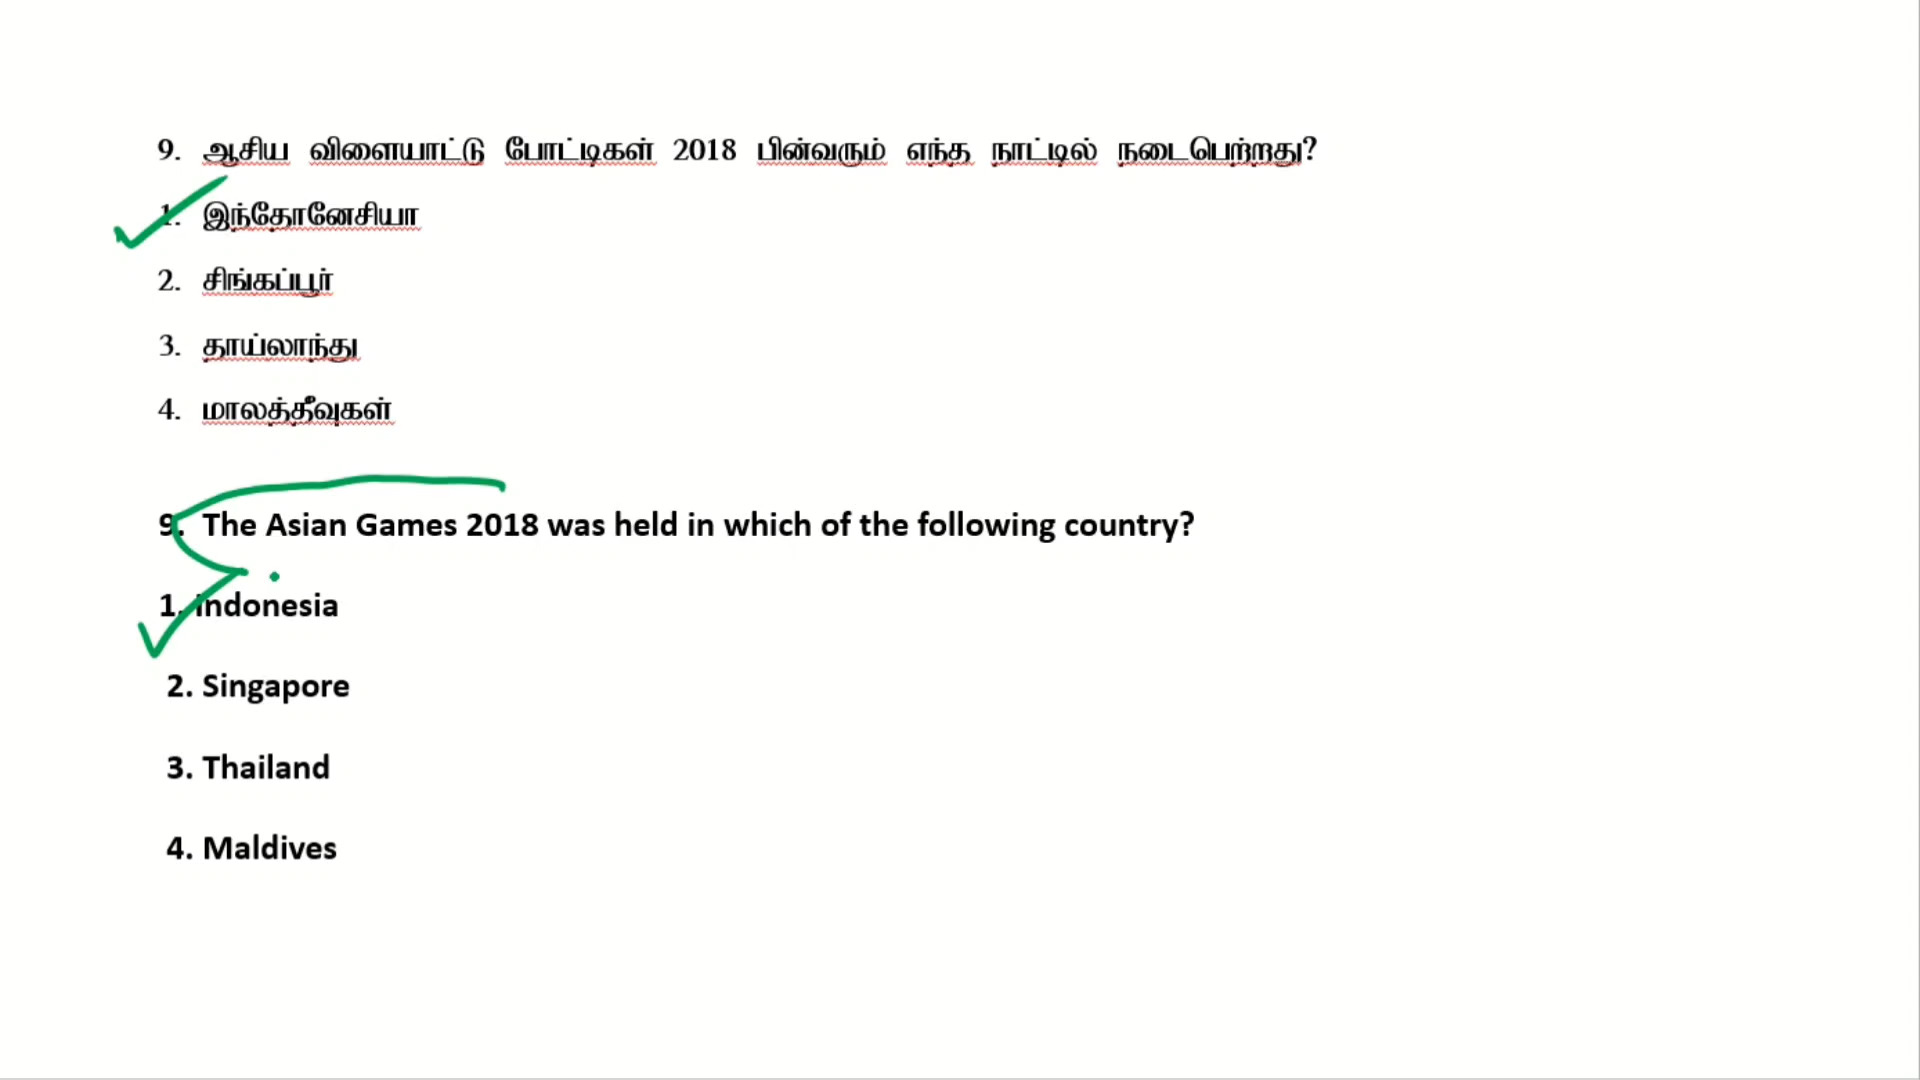 9. ஆசிய விளையாட்டு போட்டிகள் 2018 பின்வரும் எந்த நாட்டில் நடைபெற்றது?
1. இந்தோனேசியா
2. சிங்கப்பூர்
3. தாய்லாந்து
4. மாலத்தீவுகள்
9. The Asian Games 2018 was held in which of the following country?
1. Indonesia
2. Singapore
3. Thailand
4. Maldives